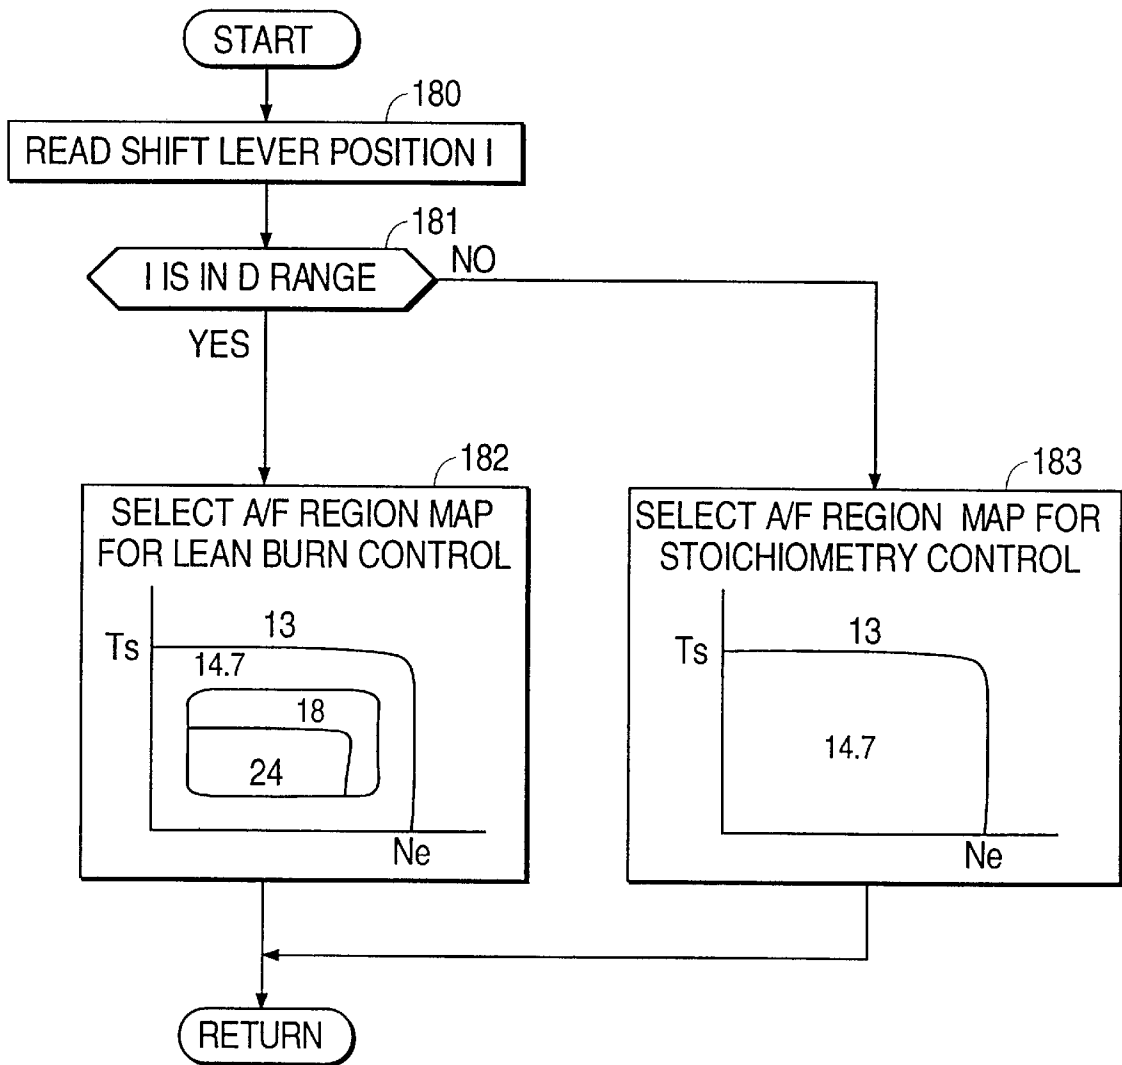 START
180
READ SHIFT LEVER POSITION I
181
I IS IN D RANGE
NO
YES
182
SELECT A/F REGION MAP
FOR LEAN BURN CONTROL
Ts
13
14.7
18
24
Ne
183
SELECT A/F REGION MAP FOR
STOICHIOMETRY CONTROL
Ts
13
14.7
Ne
RETURN